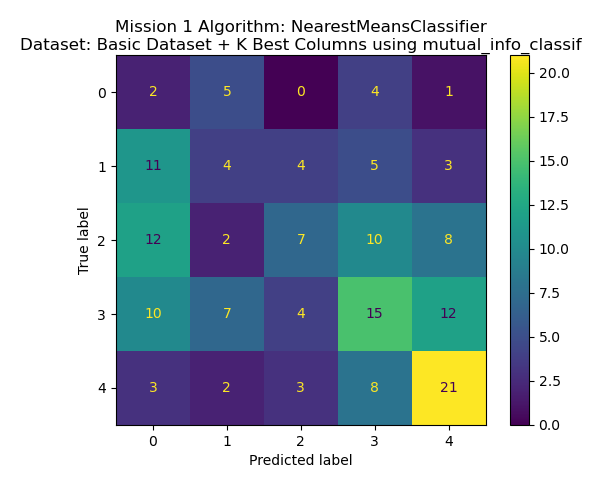 Mission 1 Algorithm: NearestMeansClassifier
Dataset: Basic Dataset + K Best Columns using mutual_info_classif
0 2 5 0 4 1
1 11 4 4 5 3
2 12 2 7 10 8
3 10 7 4 15 12
4 3 2 3 8 21
0 1 2 3 4
Predicted label
True label
20.0
17.5
15.0
12.5
10.0
7.5
5.0
2.5
0.0